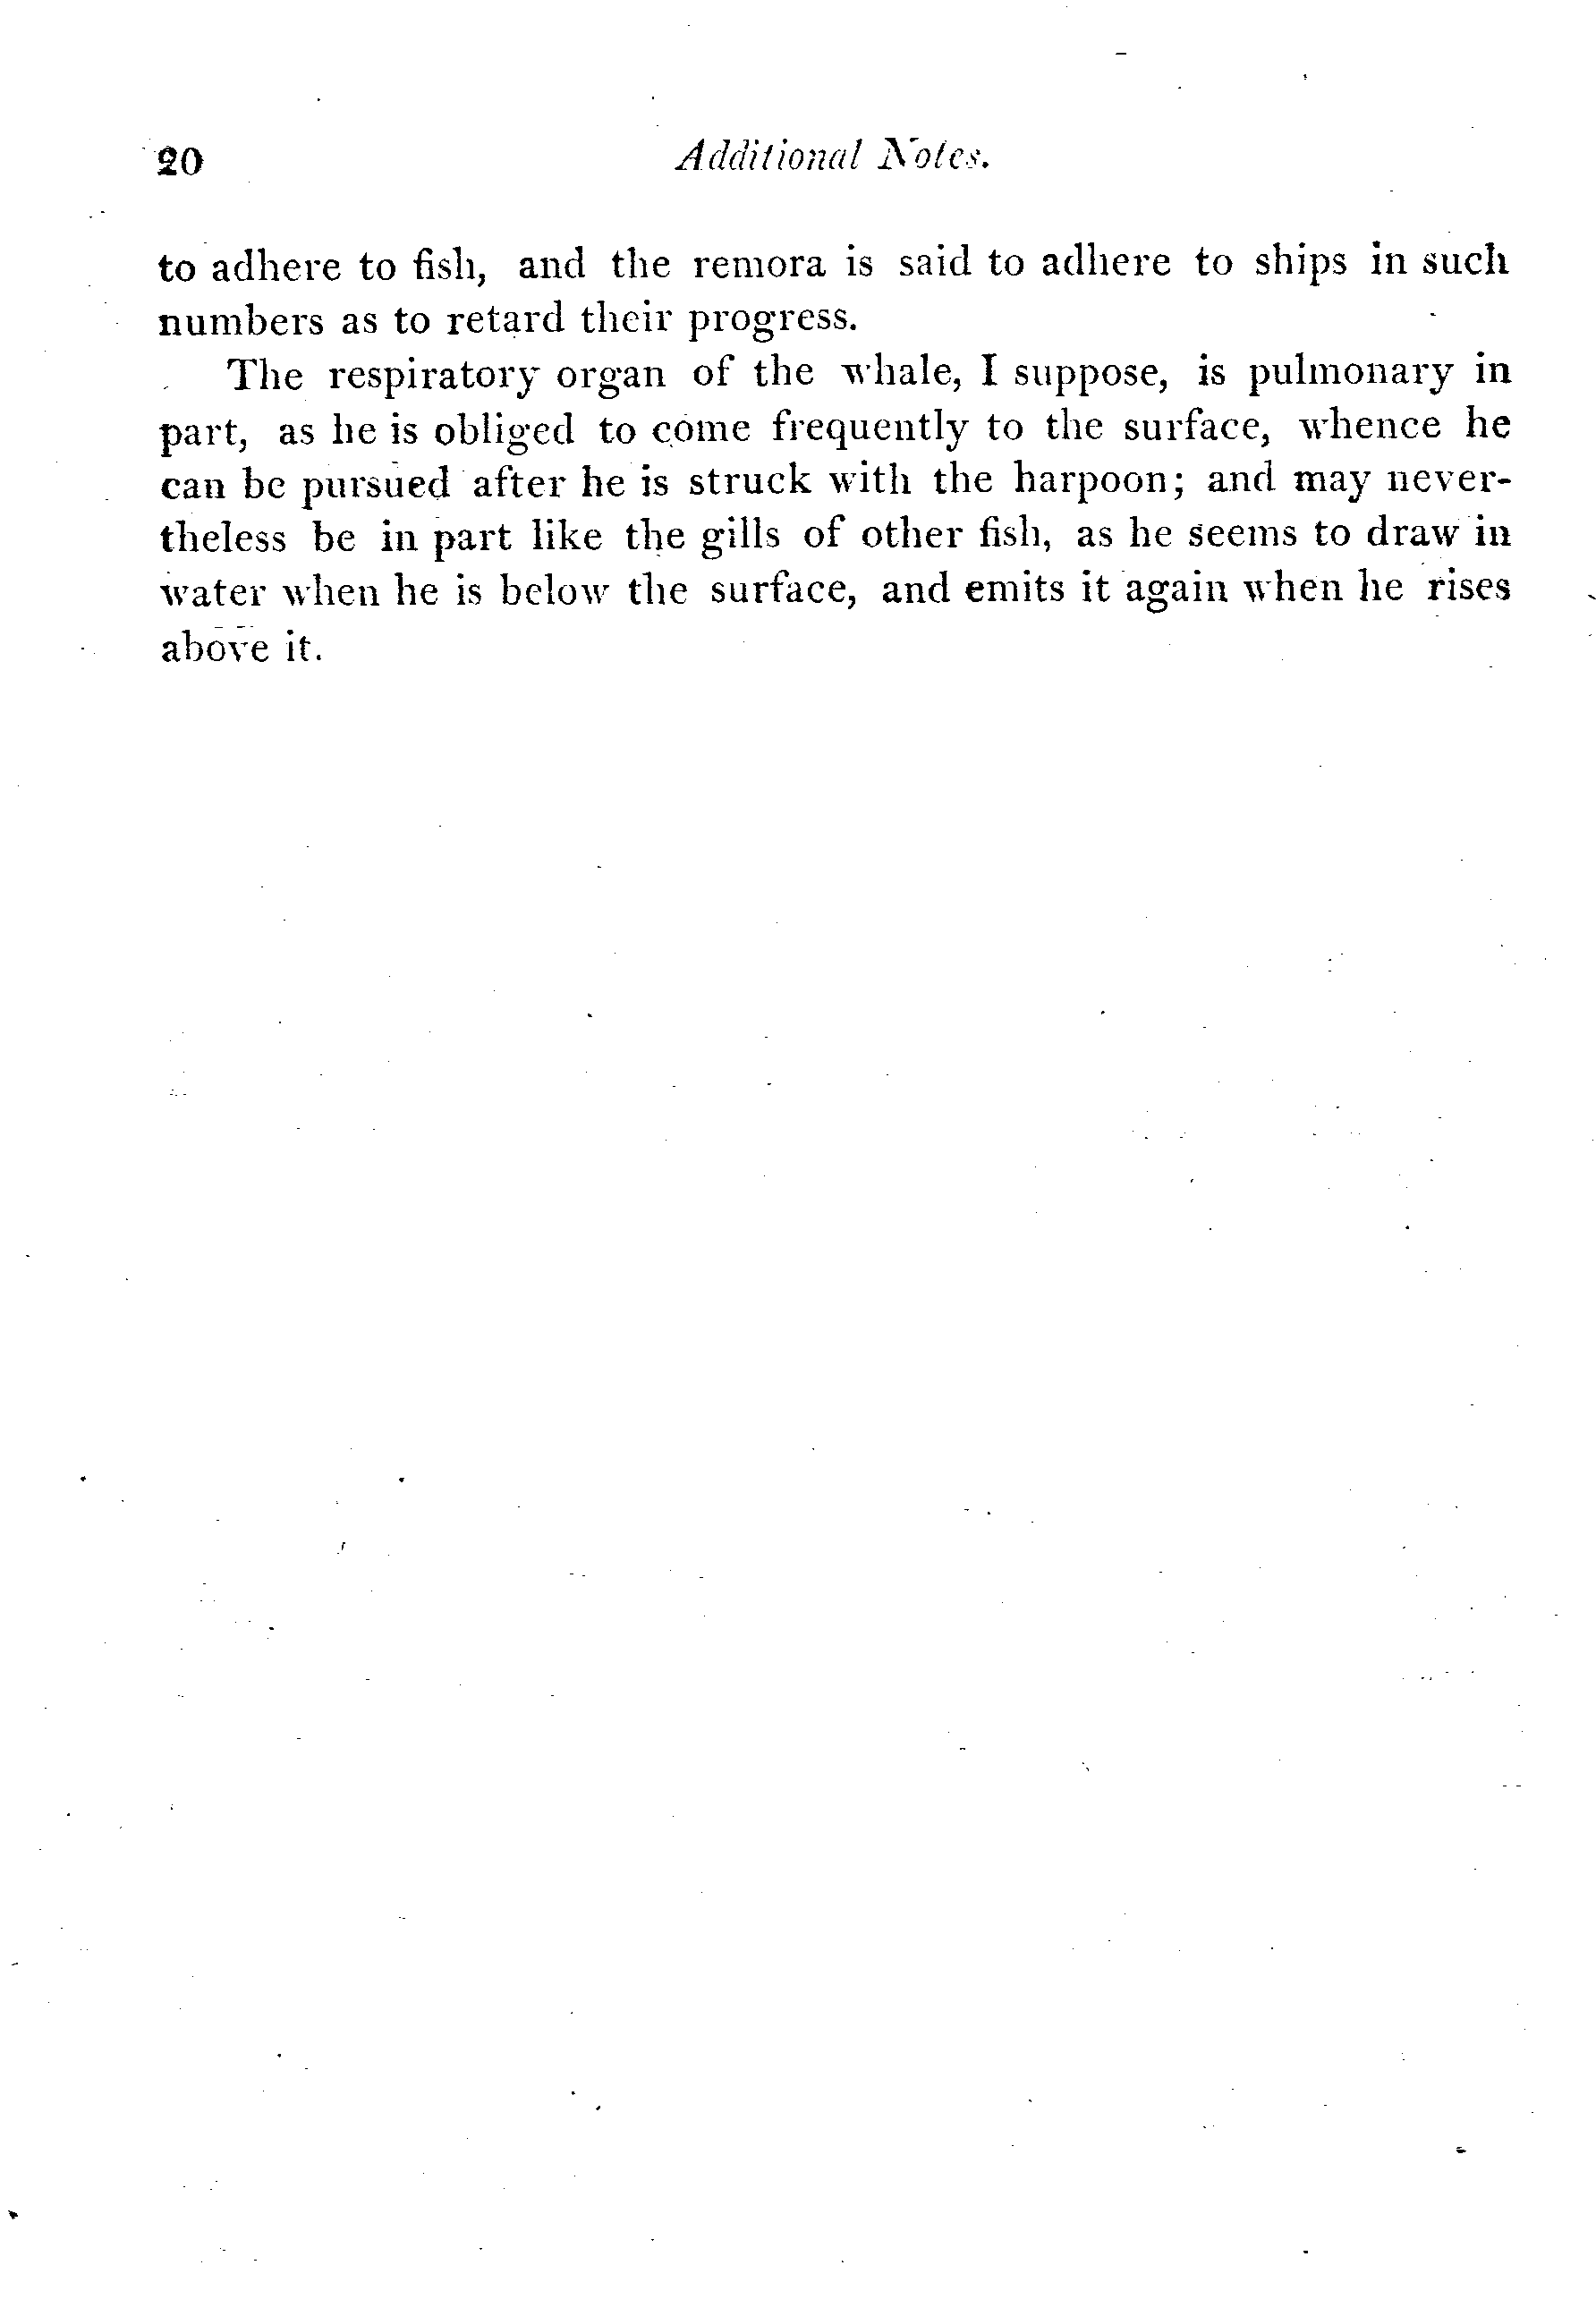 20 Additional Notes.
to adhere to fish, and the remora is said to adhere to ships in such
numbers as to retard their progress.
The respiratory organ of the whale, I suppose, is pulmonary in
part, as he is obliged to come frequently to the surface, whence he
can be pursued after he is struck with the harpoon; and may never-
theless be in part like the gills of other fish, as he seems to draw in
water when he is below the surface, and emits it again when he rises
above it.